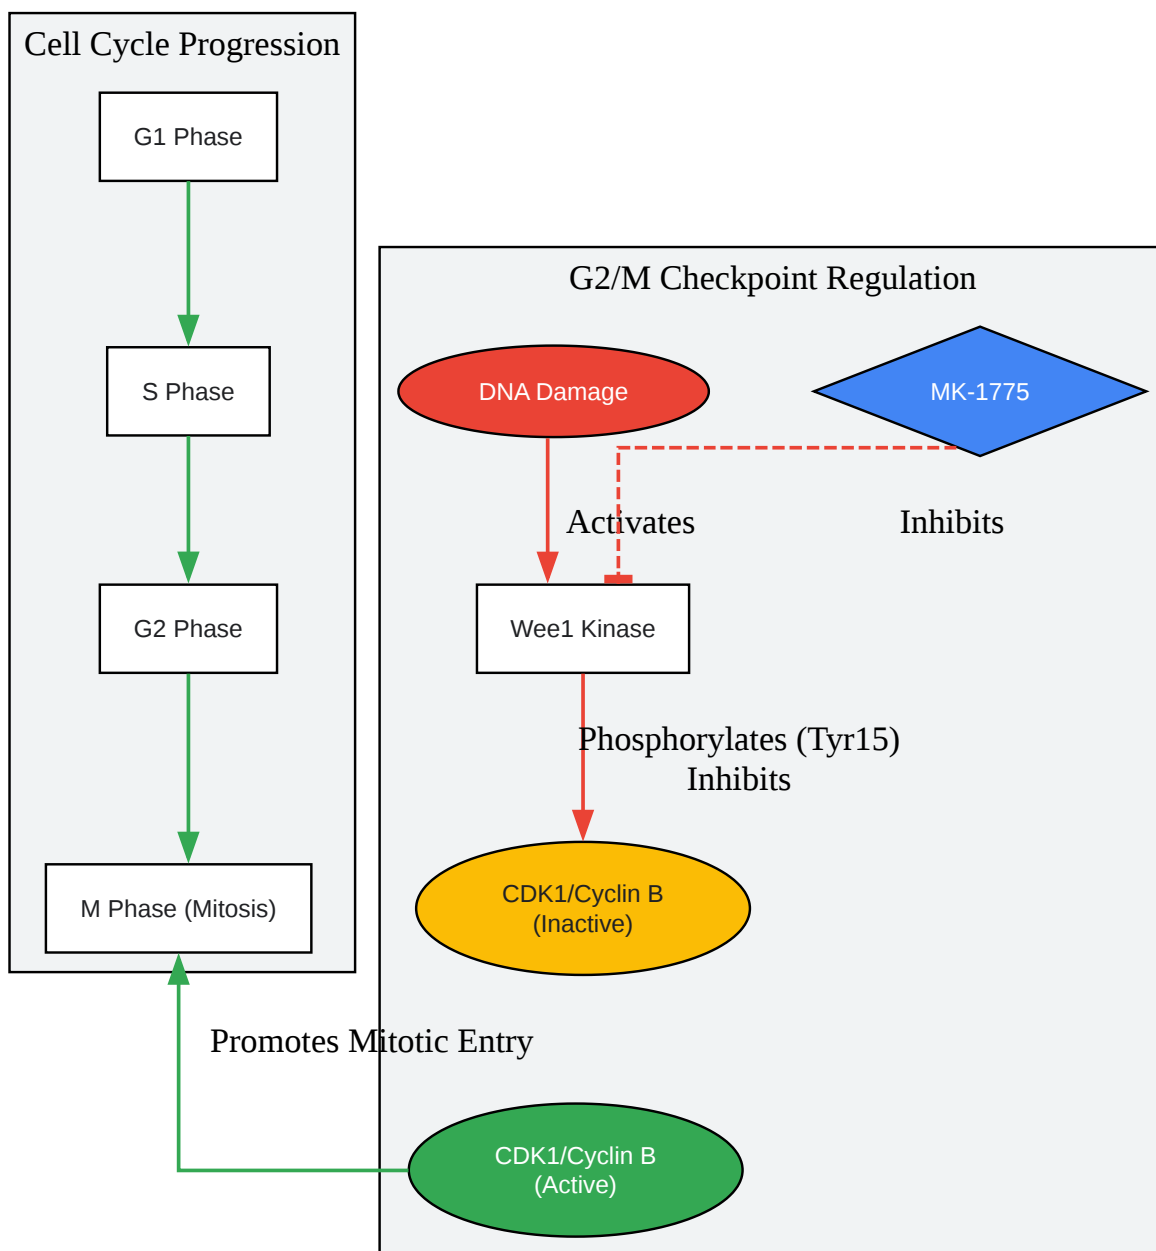 Cell Cycle Progression
G1 Phase
S Phase
G2 Phase
M Phase (Mitosis)
G2/M Checkpoint Regulation
DNA Damage
MK-1775
Activates
Inhibits
Wee1 Kinase
Phosphorylates (Tyr15)
Inhibits
CDK1/Cyclin B
(Inactive)
Promotes Mitotic Entry
CDK1/Cyclin B
(Active)